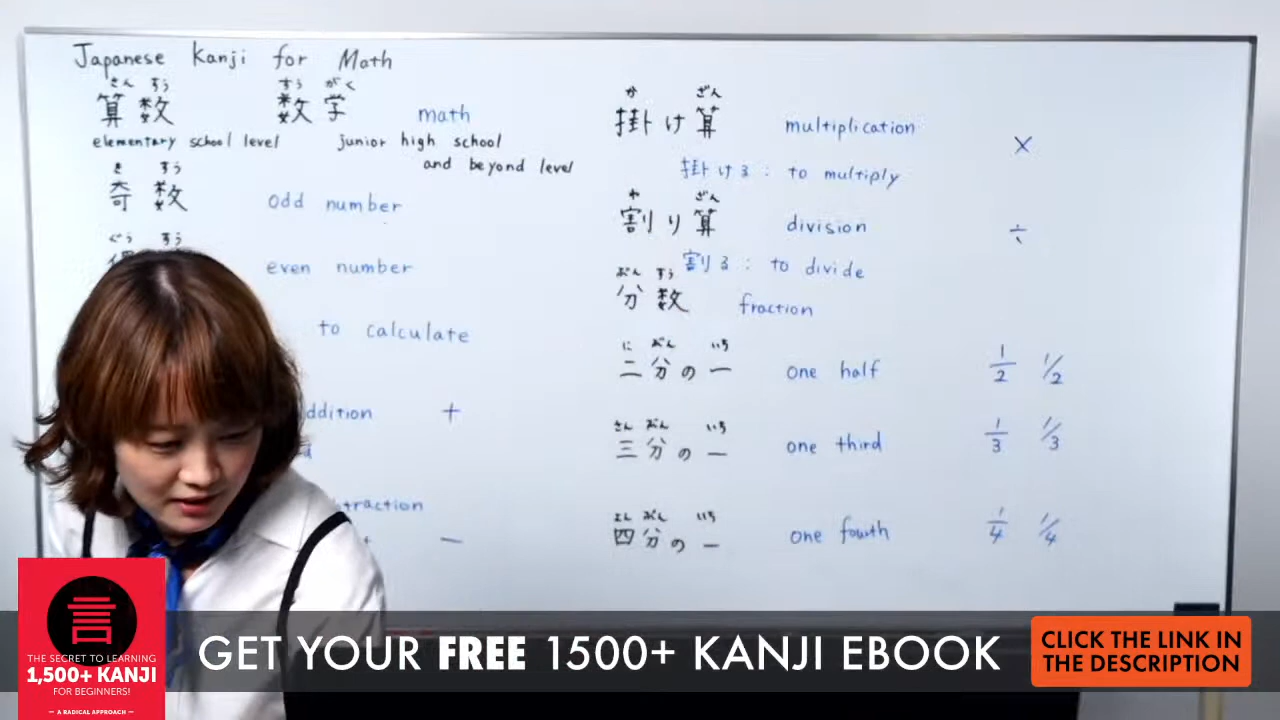 Japanese Kanji for Math
さん すう すう がく
算数 数学 math
elementary school level junior high school
and beyond level
き すう
奇数 odd number
ぐう すう
even number
to calculate
ddition +
traction
−
か ざん
掛け算 multiplication ×
掛ける : to multiply
わ ざん
割り算 division ÷
割る : to divide
ぶん すう
分数 fraction
に ぶん いち
二分の一 one half 1/2 1/2
さん ぶん いち
三分の一 one third 1/3 1/3
よん ぶん いち
四分の一 one fourth 1/4 1/4
言
THE SECRET TO LEARNING
1,500+ KANJI
FOR BEGINNERS!
— A RADICAL APPROACH —
GET YOUR FREE 1500+ KANJI EBOOK
CLICK THE LINK IN
THE DESCRIPTION